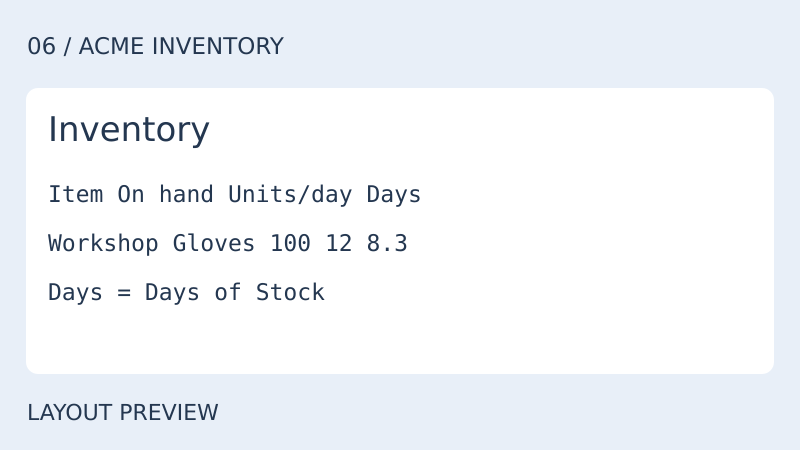 06 / ACME INVENTORY
Inventory
Item On hand Units/day Days
Workshop Gloves 100 12 8.3
Days = Days of Stock
LAYOUT PREVIEW